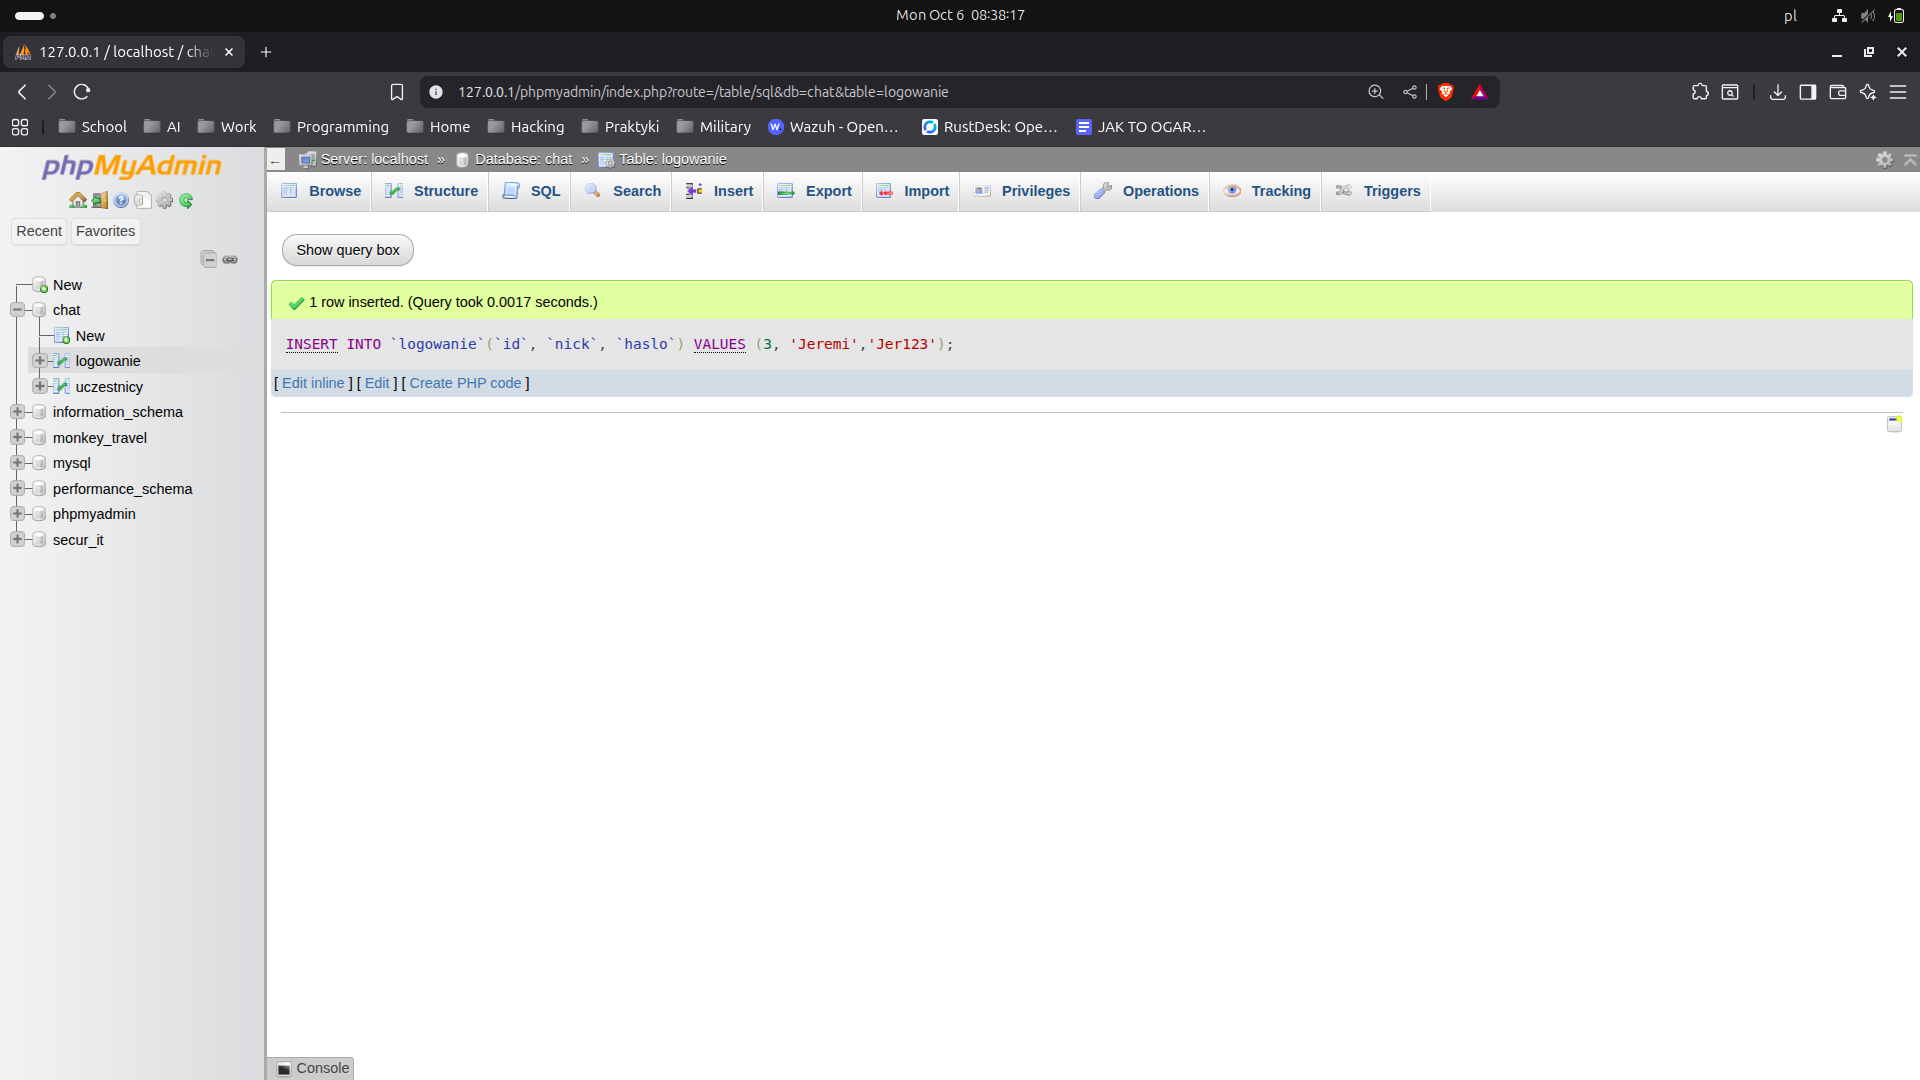 Mon Oct 6 08:38:17
pl
127.0.0.1 / localhost / cha
127.0.0.1/phpmyadmin/index.php?route=/table/sql&db=chat&table=logowanie
School AI Work Programming Home Hacking Praktyki Military Wazuh - Open... RustDesk: Ope... JAK TO OGAR...
phpMyAdmin
Recent Favorites
New
chat
New
logowanie
uczestnicy
information_schema
monkey_travel
mysql
performance_schema
phpmyadmin
secur_it
← Server: localhost » Database: chat » Table: logowanie
Browse Structure SQL Search Insert Export Import Privileges Operations Tracking Triggers
Show query box
1 row inserted. (Query took 0.0017 seconds.)
INSERT INTO `logowanie`(`id`, `nick`, `haslo`) VALUES (3, 'Jeremi','Jer123');
[ Edit inline ] [ Edit ] [ Create PHP code ]
Console